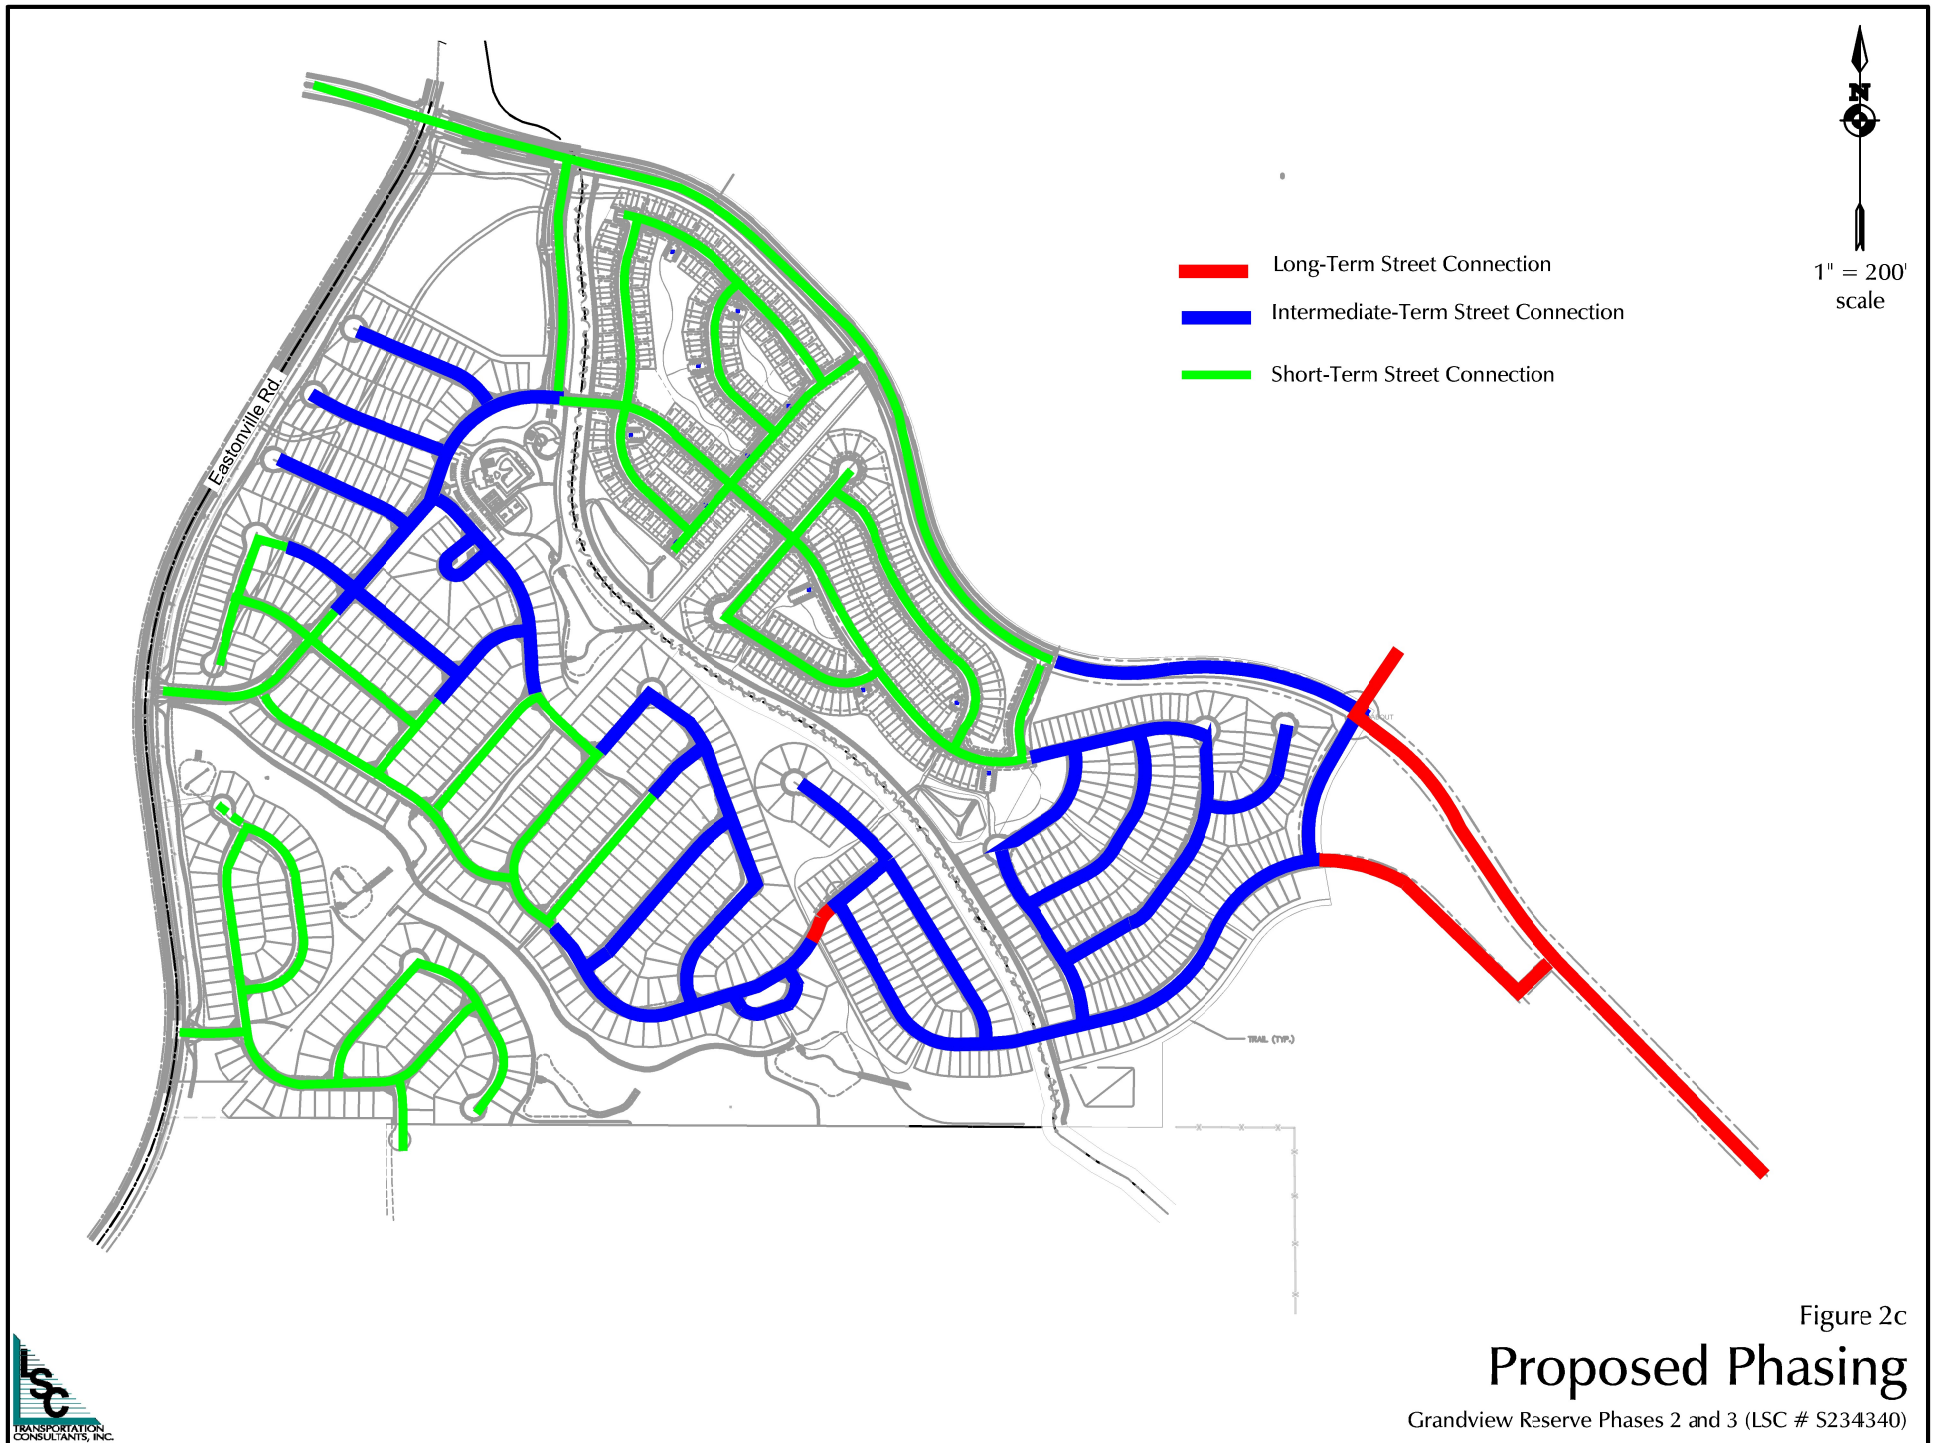 N
1" = 200'
scale
Long-Term Street Connection
Intermediate-Term Street Connection
Short-Term Street Connection
Eastonville Rd.
TRAIL (TYP.)
Figure 2c
Proposed Phasing
Grandview Reserve Phases 2 and 3 (LSC # S234340)
LSC
TRANSPORTATION
CONSULTANTS, INC.